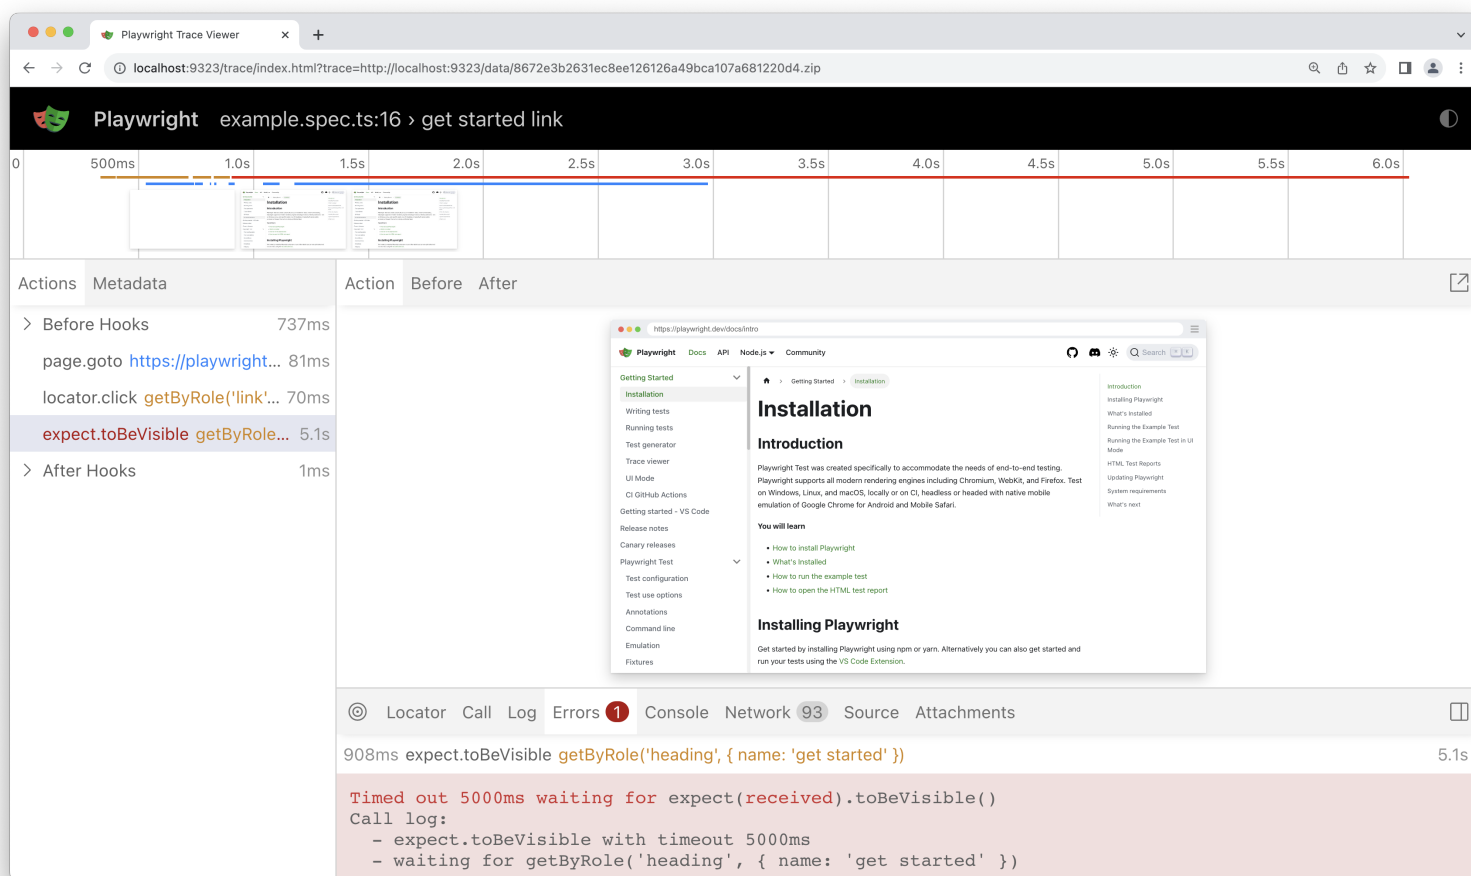 Playwright Trace Viewer
localhost:9323/trace/index.html?trace=http://localhost:9323/data/8672e3b2631ec8ee126126a49bca107a681220d4.zip
Playwright example.spec.ts:16 › get started link
0 500ms 1.0s 1.5s 2.0s 2.5s 3.0s 3.5s 4.0s 4.5s 5.0s 5.5s 6.0s
Installation
Introduction
Installing Playwright
Installation
Introduction
Installing Playwright
Actions Metadata
Before Hooks 737ms
page.goto https://playwright... 81ms
locator.click getByRole('link'... 70ms
expect.toBeVisible getByRole... 5.1s
After Hooks 1ms
Action Before After
https://playwright.dev/docs/intro
Playwright Docs API Node.js Community Search
Getting Started
Installation
Writing tests
Running tests
Test generator
Trace viewer
UI Mode
CI GitHub Actions
Getting started - VS Code
Release notes
Canary releases
Playwright Test
Test configuration
Test use options
Annotations
Command line
Emulation
Fixtures
Getting Started Installation
Installation
Introduction
Playwright Test was created specifically to accommodate the needs of end-to-end testing.
Playwright supports all modern rendering engines including Chromium, WebKit, and Firefox. Test
on Windows, Linux, and macOS, locally or on CI, headless or headed with native mobile
emulation of Google Chrome for Android and Mobile Safari.
You will learn
• How to install Playwright
• What's Installed
• How to run the example test
• How to open the HTML test report
Installing Playwright
Get started by installing Playwright using npm or yarn. Alternatively you can also get started and
run your tests using the VS Code Extension.
Introduction
Installing Playwright
What's Installed
Running the Example Test
Running the Example Test in UI
Mode
HTML Test Reports
Updating Playwright
System requirements
What's next
Locator Call Log Errors 1 Console Network 93 Source Attachments
908ms expect.toBeVisible getByRole('heading', { name: 'get started' }) 5.1s
Timed out 5000ms waiting for expect(received).toBeVisible()
Call log:
- expect.toBeVisible with timeout 5000ms
- waiting for getByRole('heading', { name: 'get started' })